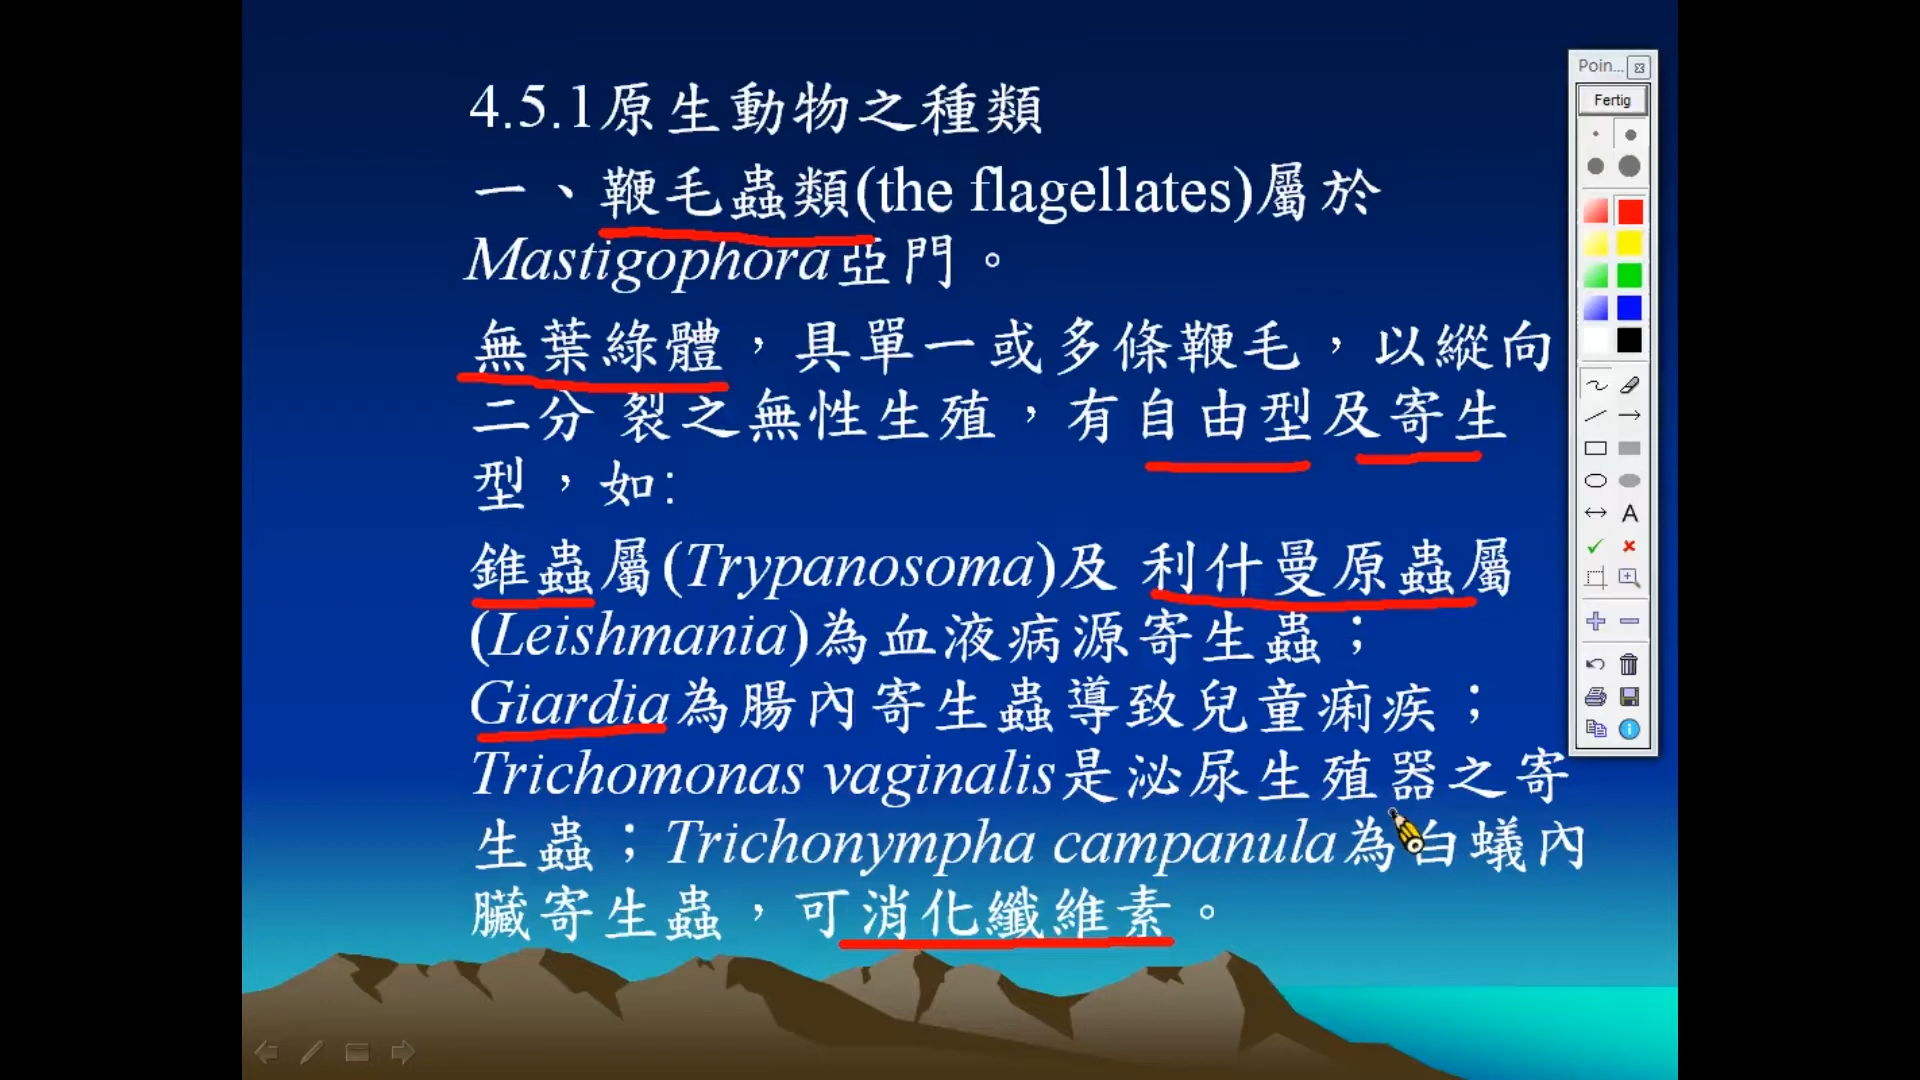 4.5.1原生動物之種類
一、鞭毛蟲類(the flagellates)屬於
Mastigophora亞門。
無葉綠體，具單一或多條鞭毛，以縱向
二分 裂之無性生殖，有自由型及寄生
型，如:
錐蟲屬(Trypanosoma)及 利什曼原蟲屬
(Leishmania)為血液病源寄生蟲；
Giardia為腸內寄生蟲導致兒童痢疾；
Trichomonas vaginalis是泌尿生殖器之寄
生蟲；Trichonympha campanula為白蟻內
臟寄生蟲，可消化纖維素。
Poin...
Fertig
A